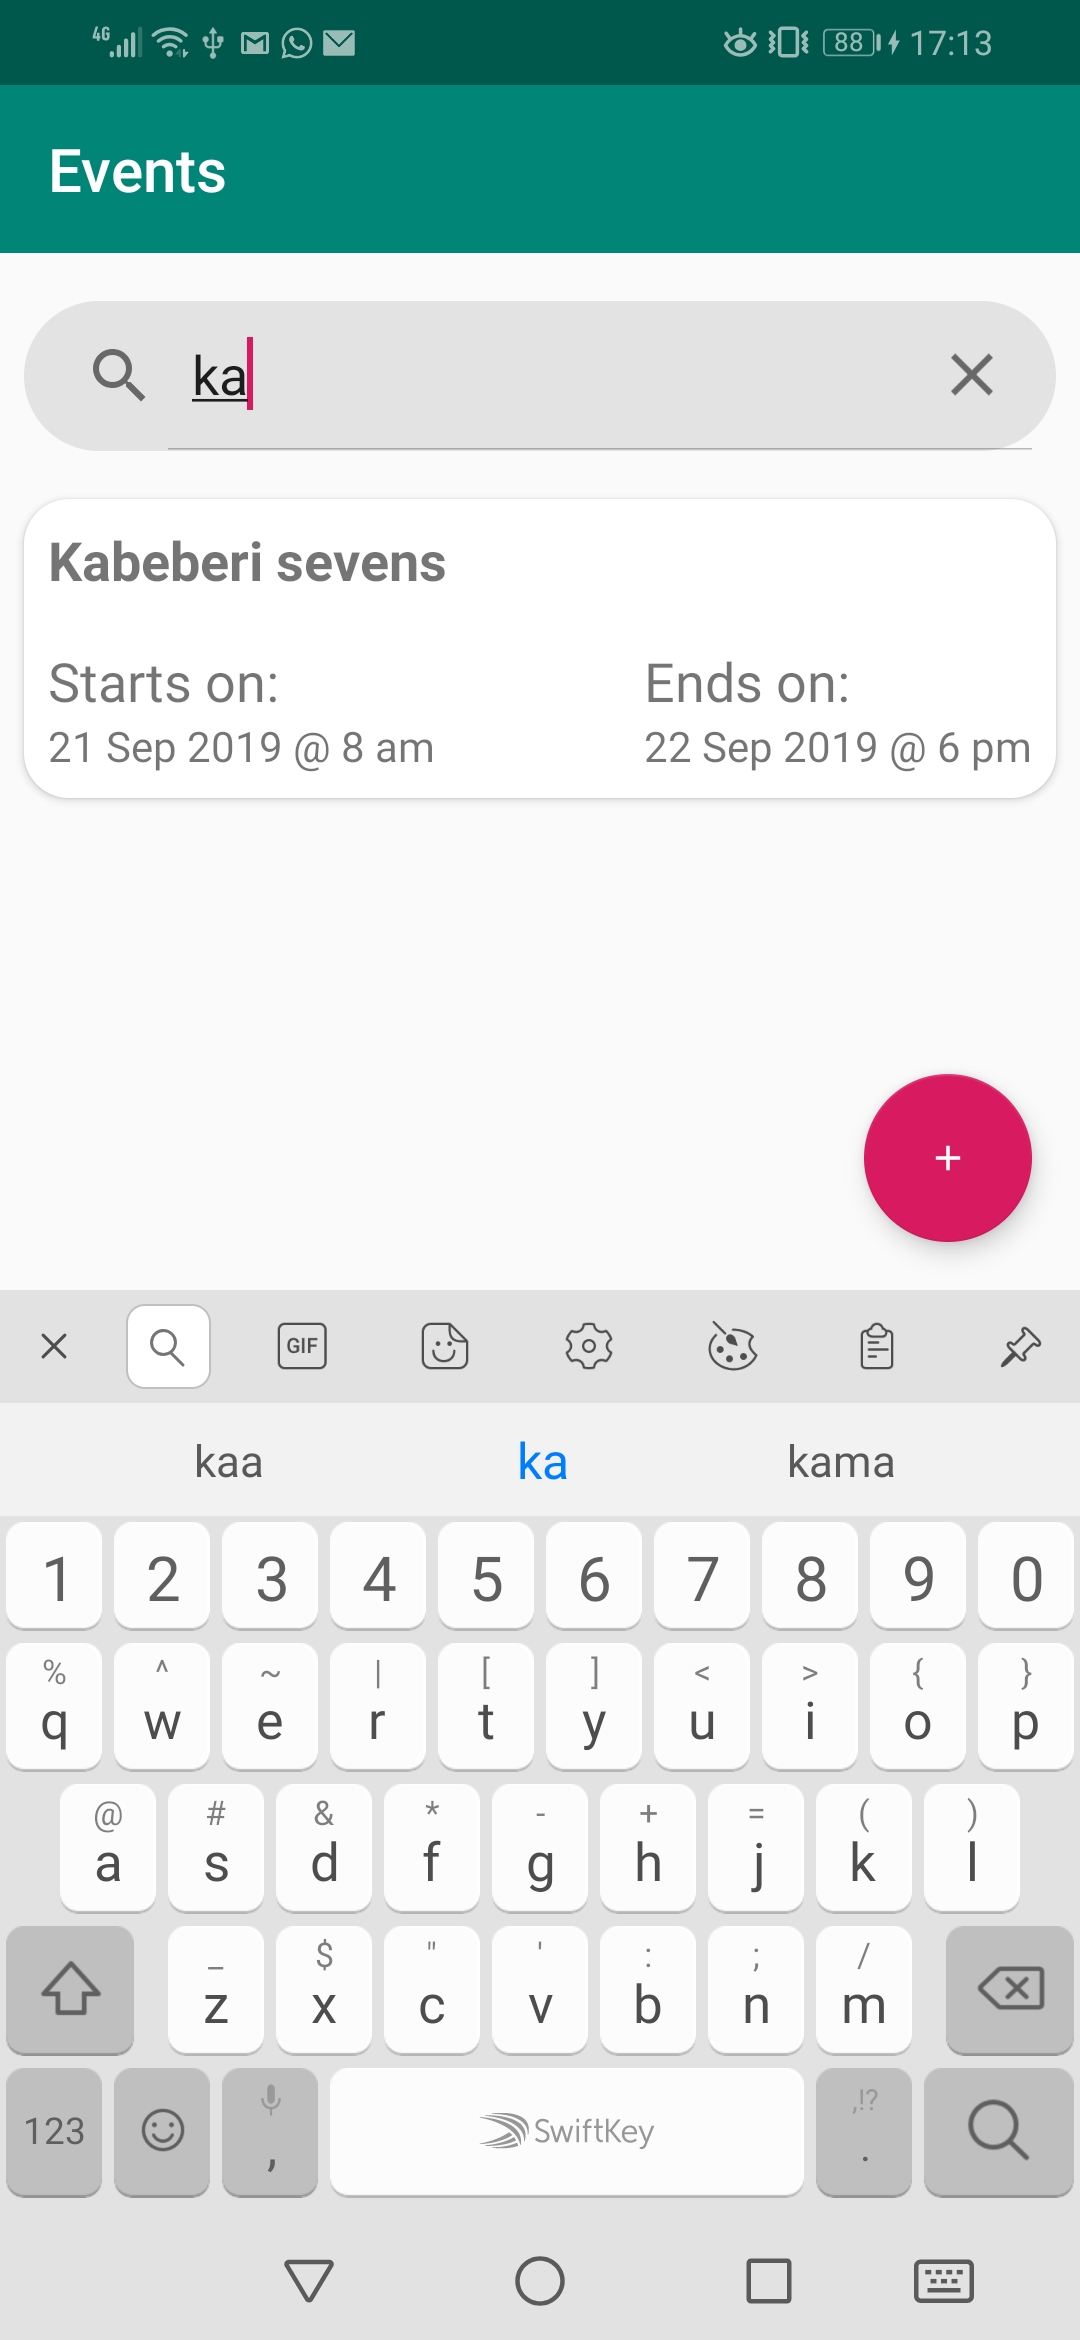 4G 88 17:13
Events
ka
Kabeberi sevens
Starts on: Ends on:
21 Sep 2019 @ 8 am 22 Sep 2019 @ 6 pm
+
GIF
kaa ka kama
1 2 3 4 5 6 7 8 9 0
% ^ ~ | [ ] < > { }
q w e r t y u i o p
@ # & * - + = ( )
a s d f g h j k l
_ $ " ' : ; /
z x c v b n m
,!?
123 , SwiftKey .